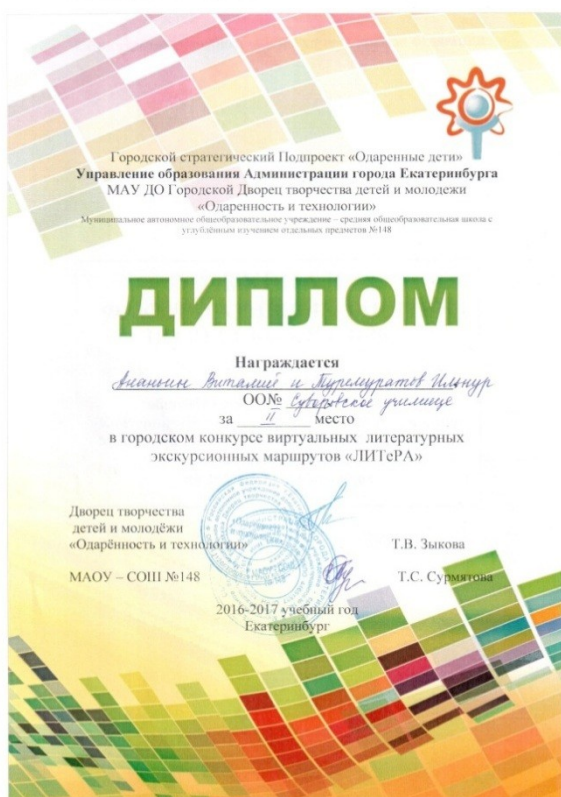 Городской стратегический Подпроект «Одаренные дети»
Управление образования Администрации города Екатеринбурга
МАУ ДО Городской Дворец творчества детей и молодежи
«Одаренность и технологии»
Муниципальное автономное общеобразовательное учреждение – средняя общеобразовательная школа с
углублённым изучением отдельных предметов №148
ДИПЛОМ
Награждается
Ананьин Виталий и Туремуратов Ильнур
ОО№ Суворовское училище
за II место
в городском конкурсе виртуальных литературных
экскурсионных маршрутов «ЛИТеРА»
Дворец творчества
детей и молодёжи
«Одарённость и технологии» Т.В. Зыкова
МАОУ – СОШ №148 Т.С. Сурмятова
2016-2017 учебный год
Екатеринбург